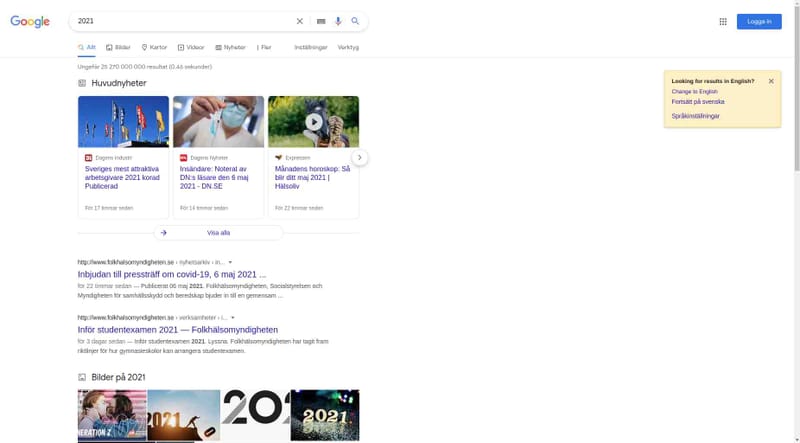 Google
2021
Logga in
Allt
Bilder
Kartor
Videor
Nyheter
Fler
Inställningar
Verktyg
Ungefär 25 270 000 000 resultat (0,44 sekunder)
Looking for results in English?
Change to English
Fortsätt på svenska
Språkinställningar
Huvudnyheter
Dagens industri
Sveriges mest attraktiva
arbetsgivare 2021 korad
Publicerad
För 17 timmar sedan
Dagens Nyheter
Insändare: Noterat av
DN:s läsare den 6 maj
2021 - DN.SE
För 14 timmar sedan
Expressen
Månadens horoskop: Så
blir ditt maj 2021 |
Hälsoliv
För 22 timmar sedan
Visa alla
http://www.folkhalsomyndigheten.se › nyhetsarkiv › in...
Inbjudan till pressträff om covid-19, 6 maj 2021 ...
för 22 timmar sedan — Publicerat 06 maj 2021. Folkhälsomyndigheten, Socialstyrelsen och
Myndigheten för samhällsskydd och beredskap bjuder in till en gemensam ...
http://www.folkhalsomyndigheten.se › verksamheter › i...
Inför studentexamen 2021 — Folkhälsomyndigheten
för 3 dagar sedan — Inför studentexamen 2021. Lyssna. Folkhälsomyndigheten har tagit fram
riktlinjer för hur gymnasieskolor kan arrangera studentexamen.
Bilder på 2021
NERATION Z
2021
202
2021